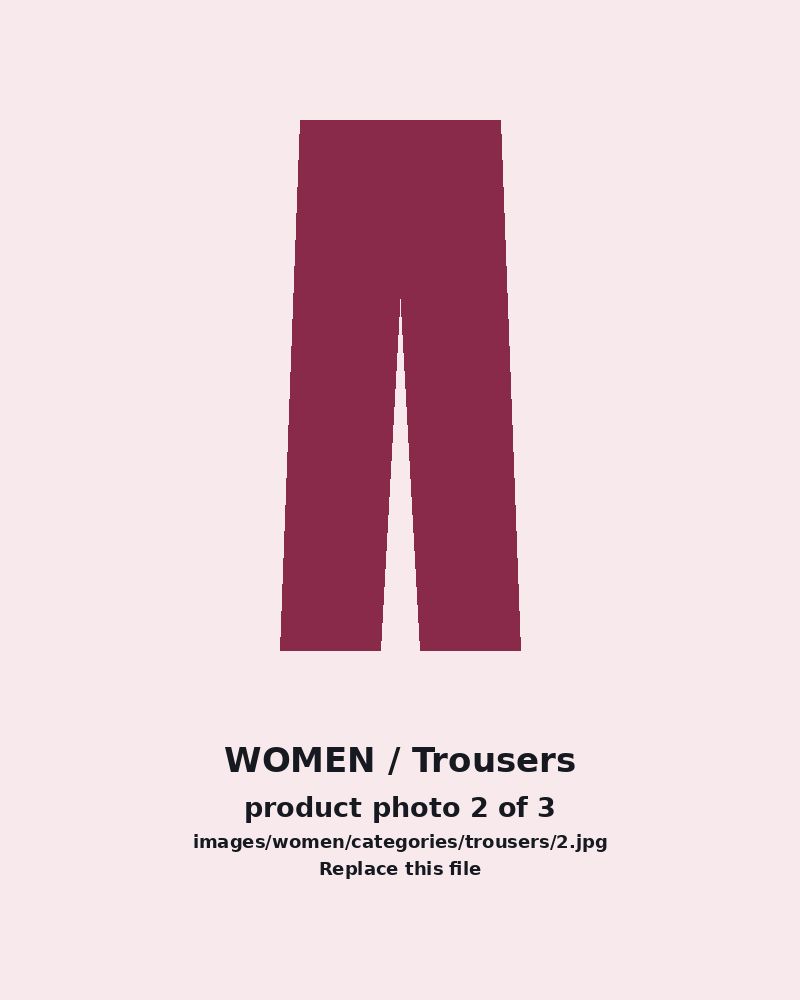 WOMEN / Trousers
product photo 2 of 3
images/women/categories/trousers/2.jpg
Replace this file